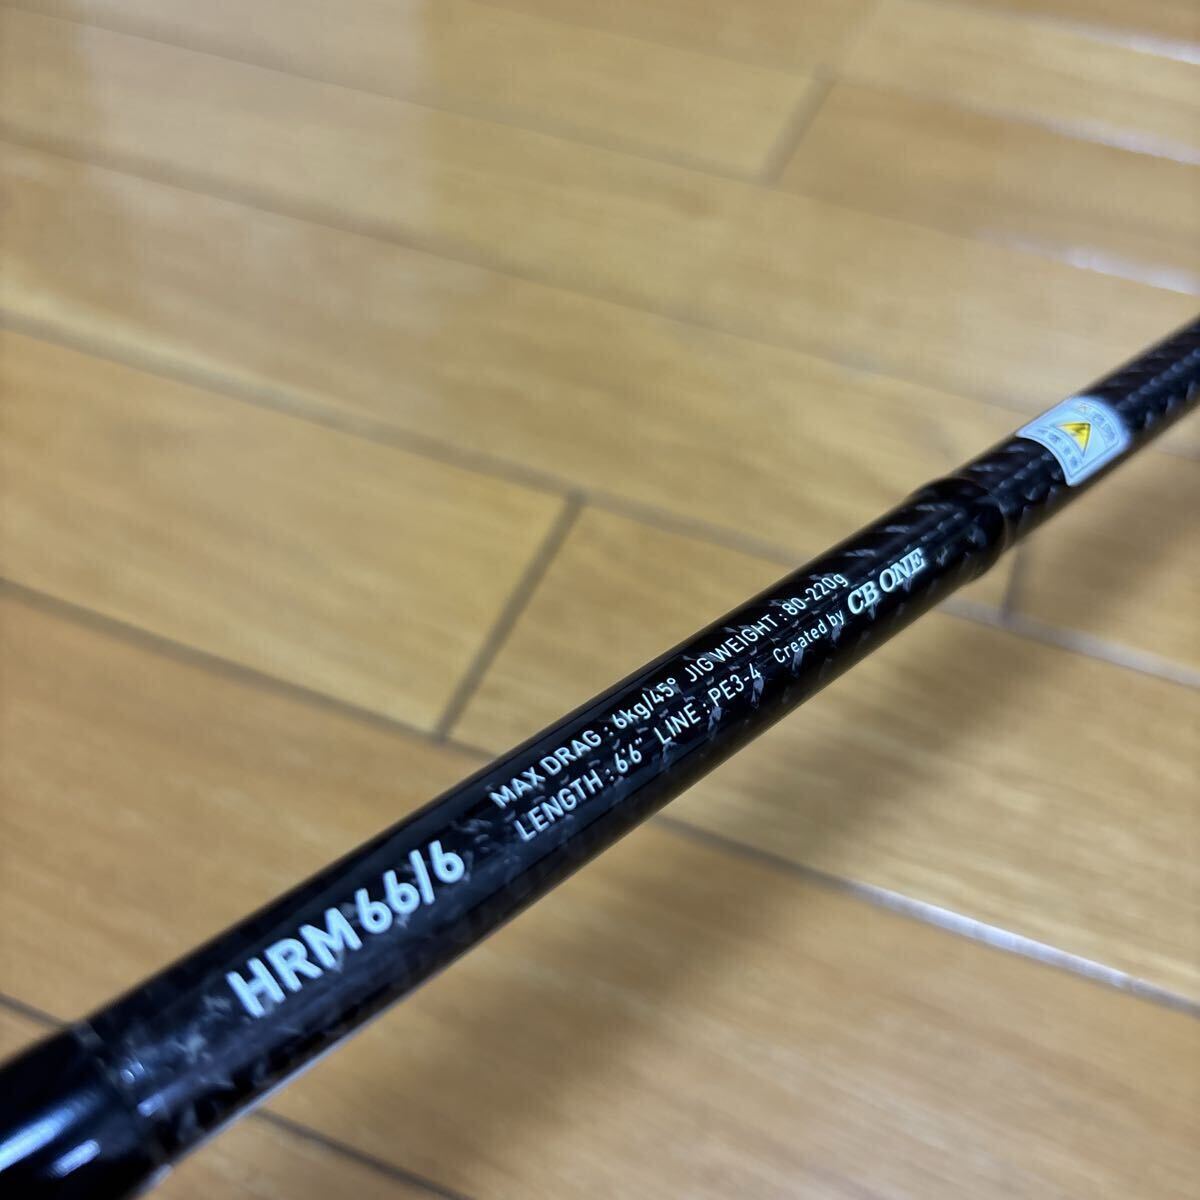 HRM66/6
MAX DRAG : 6kg/45° JIG WEIGHT : 80-220g
LENGTH : 6'6" LINE : PE3-4 Created by CB ONE